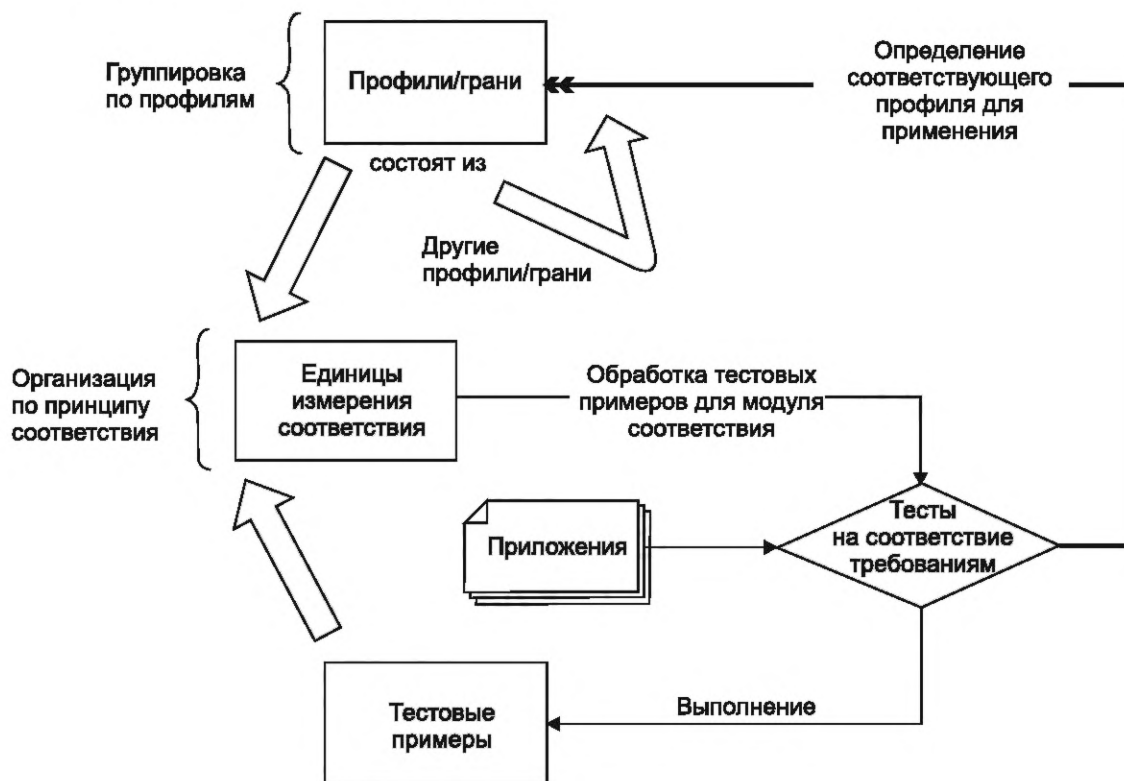 Группировка
по профилям
Профили/грани
Определение
соответствующего
профиля для
применения
состоят из
Другие
профили/грани
Организация
по принципу
соответствия
Единицы
измерения
соответствия
Обработка тестовых
примеров для модуля
соответствия
Приложения
Тесты
на соответствие
требованиям
Тестовые
примеры
Выполнение